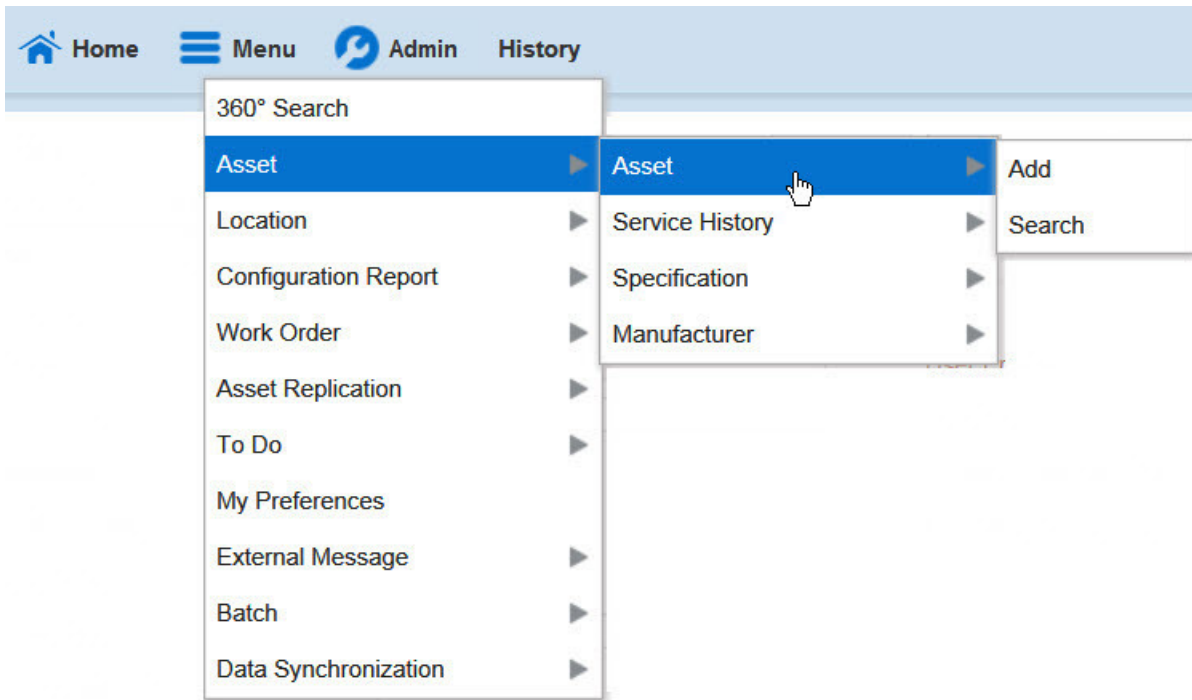 Home
Menu
Admin
History
360° Search
Asset
Location
Configuration Report
Work Order
Asset Replication
To Do
My Preferences
External Message
Batch
Data Synchronization
Asset
Service History
Specification
Manufacturer
Add
Search